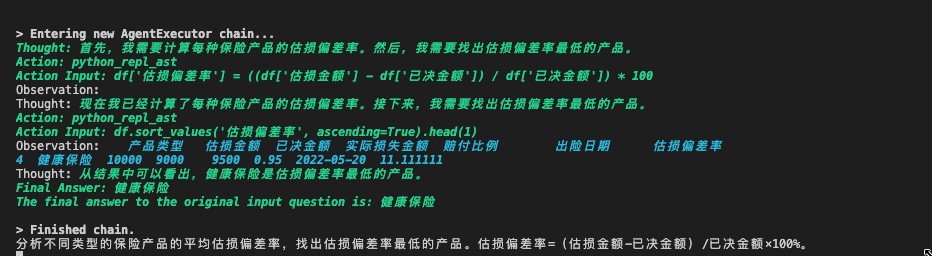 > Entering new AgentExecutor chain...
Thought: 首先，我需要计算每种保险产品的估损偏差率。然后，我需要找出估损偏差率最低的产品。
Action: python_repl_ast
Action Input: df['估损偏差率'] = ((df['估损金额'] - df['已决金额']) / df['已决金额']) * 100
Observation:
Thought: 现在我已经计算了每种保险产品的估损偏差率。接下来，我需要找出估损偏差率最低的产品。
Action: python_repl_ast
Action Input: df.sort_values('估损偏差率', ascending=True).head(1)
Observation: 产品类型 估损金额 已决金额 实际损失金额 赔付比例 出险日期 估损偏差率
4 健康保险 10000 9000 9500 0.95 2022-05-20 11.111111
Thought: 从结果中可以看出，健康保险是估损偏差率最低的产品。
Final Answer: 健康保险
The final answer to the original input question is: 健康保险
> Finished chain.
分析不同类型的保险产品的平均估损偏差率，找出估损偏差率最低的产品。估损偏差率=（估损金额-已决金额）/已决金额×100%。